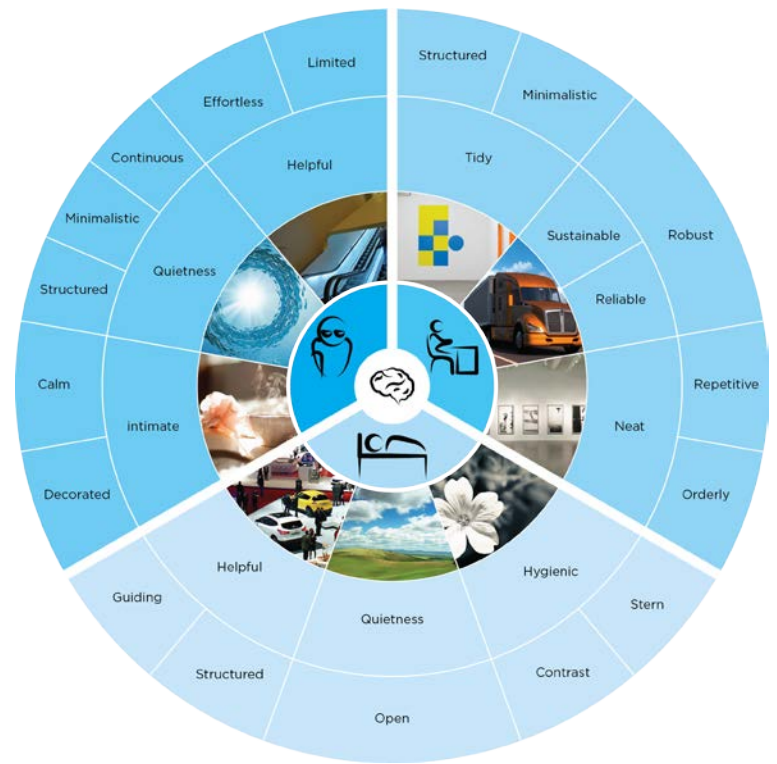 Limited
Structured
Effortless
Minimalistic
Continuous
Helpful
Tidy
Minimalistic
Sustainable
Robust
Quietness
Structured
Reliable
Calm
Repetitive
intimate
Neat
Decorated
Orderly
Helpful
Hygienic
Guiding
Stern
Quietness
Structured
Contrast
Open